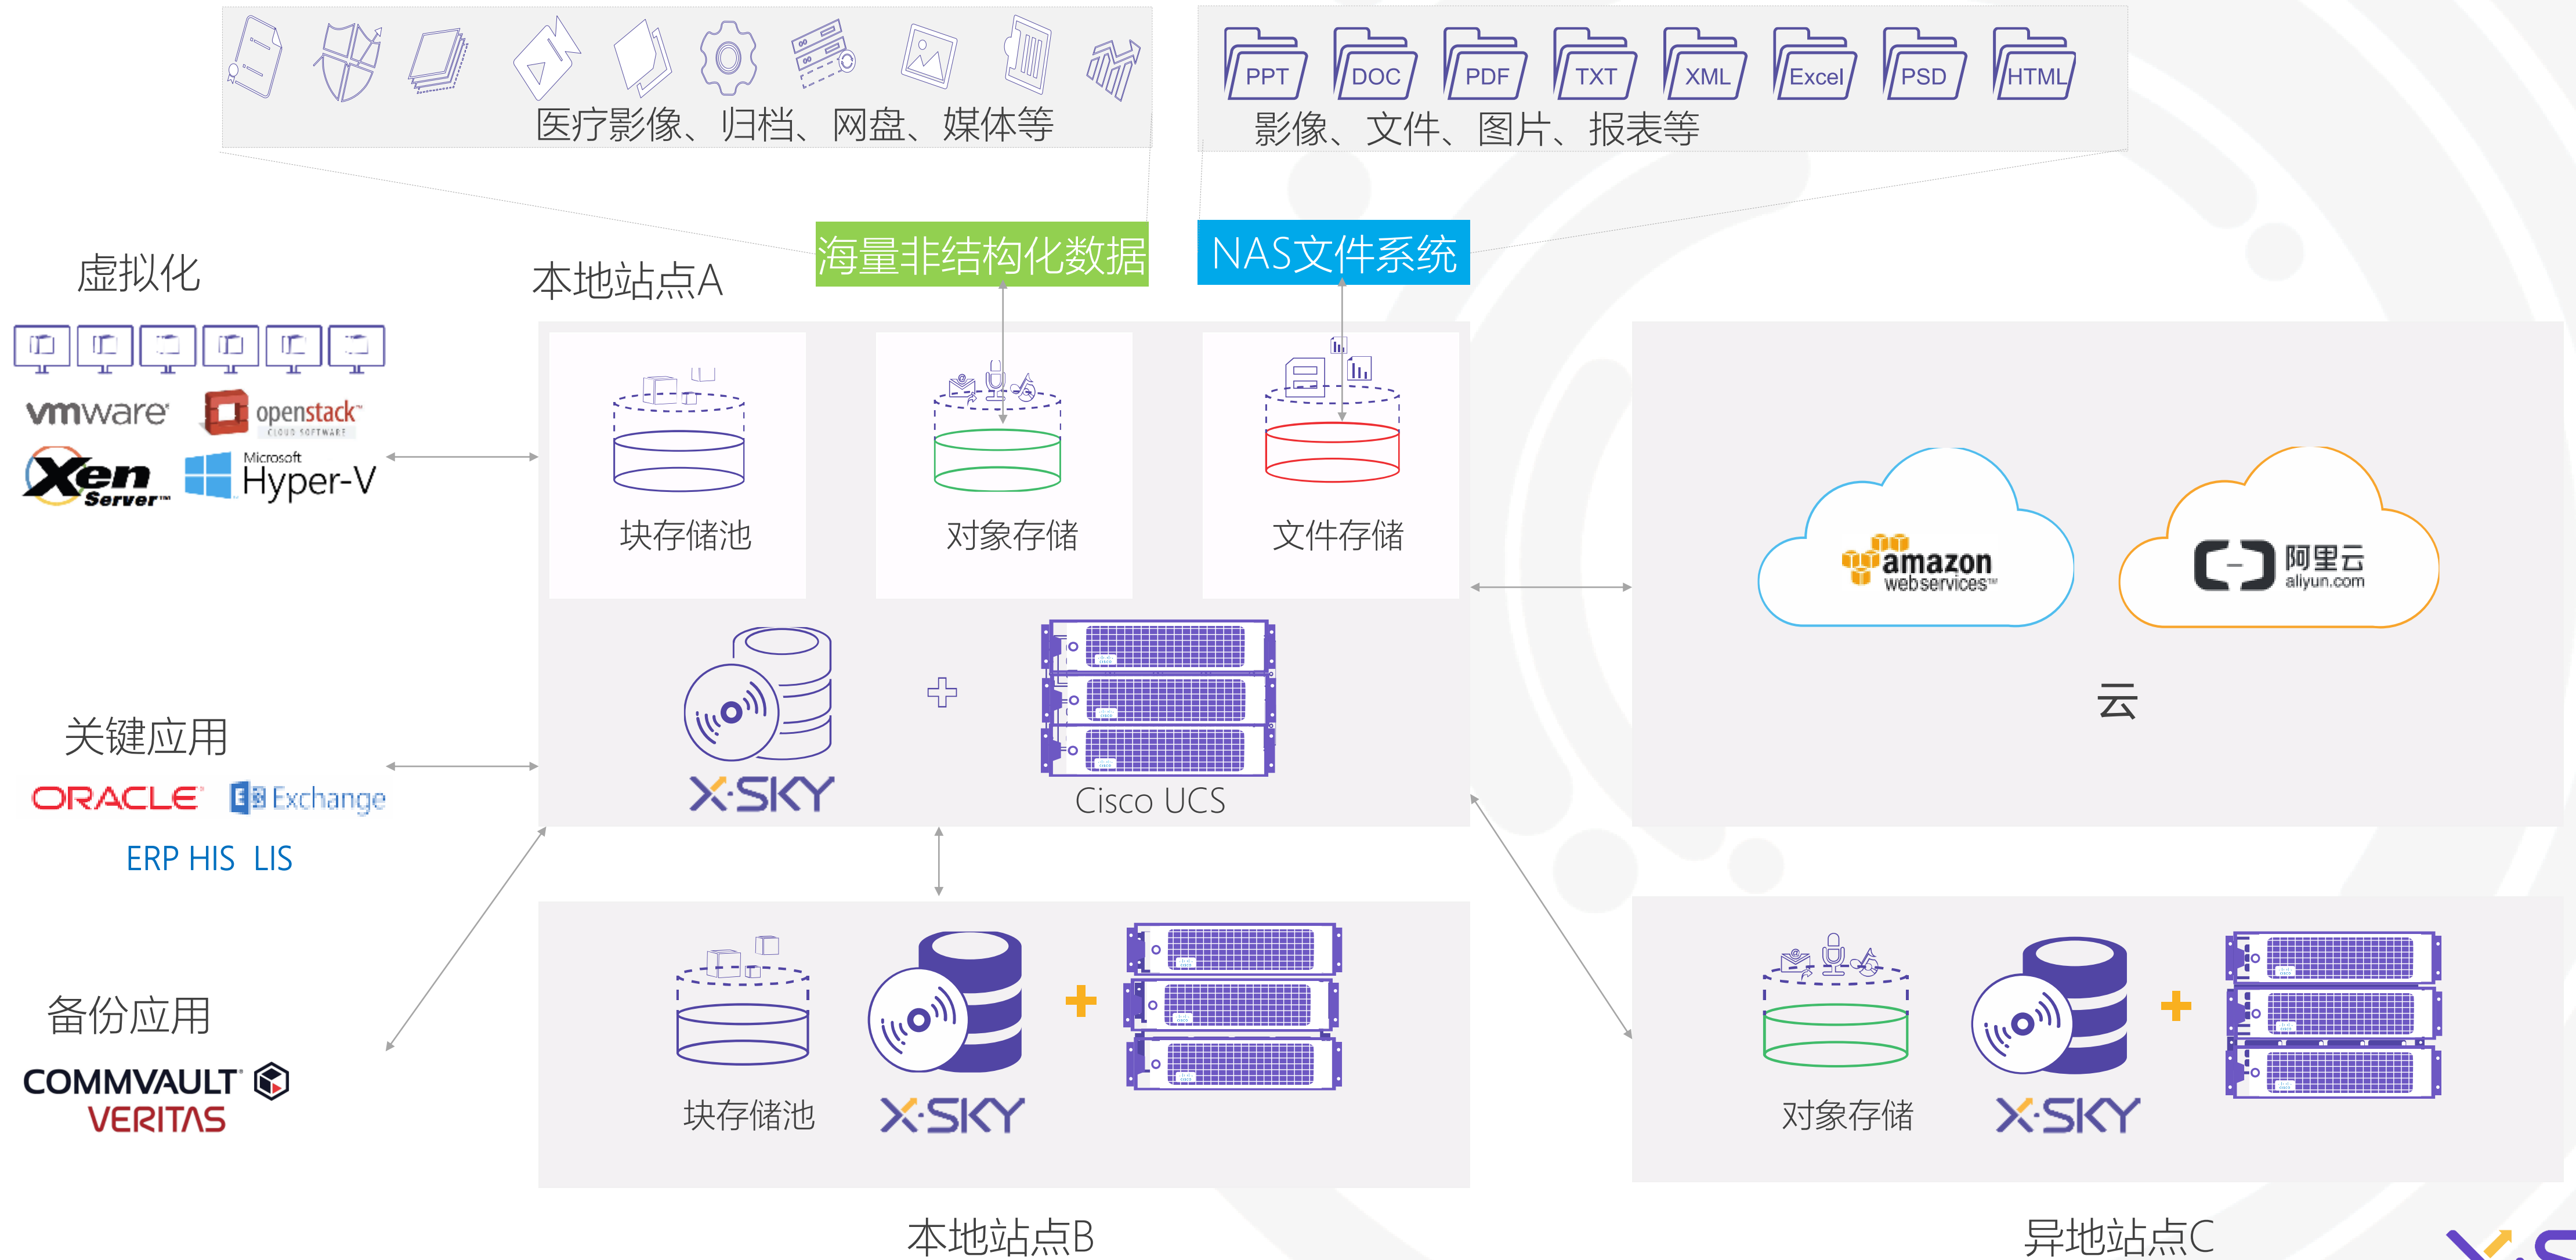 PPT DOC PDF TXT XML Excel PSD HTML
医疗影像、归档、网盘、媒体等
影像、文件、图片、报表等
海量非结构化数据
NAS文件系统
虚拟化
本地站点A
vmware
openstack
CLOUD SOFTWARE
Xen
Server
Microsoft
Hyper-V
块存储池
对象存储
文件存储
amazon
webservices
阿里云
aliyun.com
云
关键应用
ORACLE
Exchange
ERP HIS LIS
X-SKY
Cisco UCS
备份应用
COMMVAULT
VERITAS
块存储池
X-SKY
对象存储
X-SKY
本地站点B
异地站点C